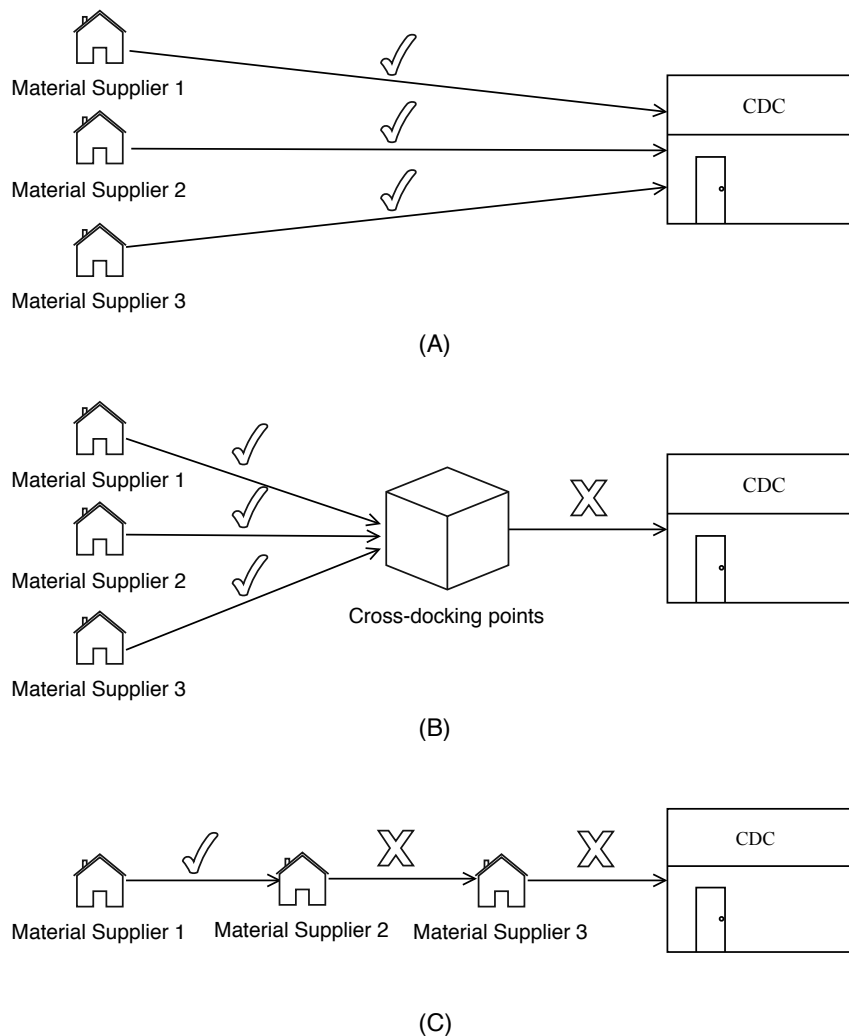 Material Supplier 1
CDC
Material Supplier 2
Material Supplier 3
(A)
Material Supplier 1
CDC
Material Supplier 2
Cross-docking points
Material Supplier 3
(B)
X
CDC
X
X
Material Supplier 1
Material Supplier 2
Material Supplier 3
(C)